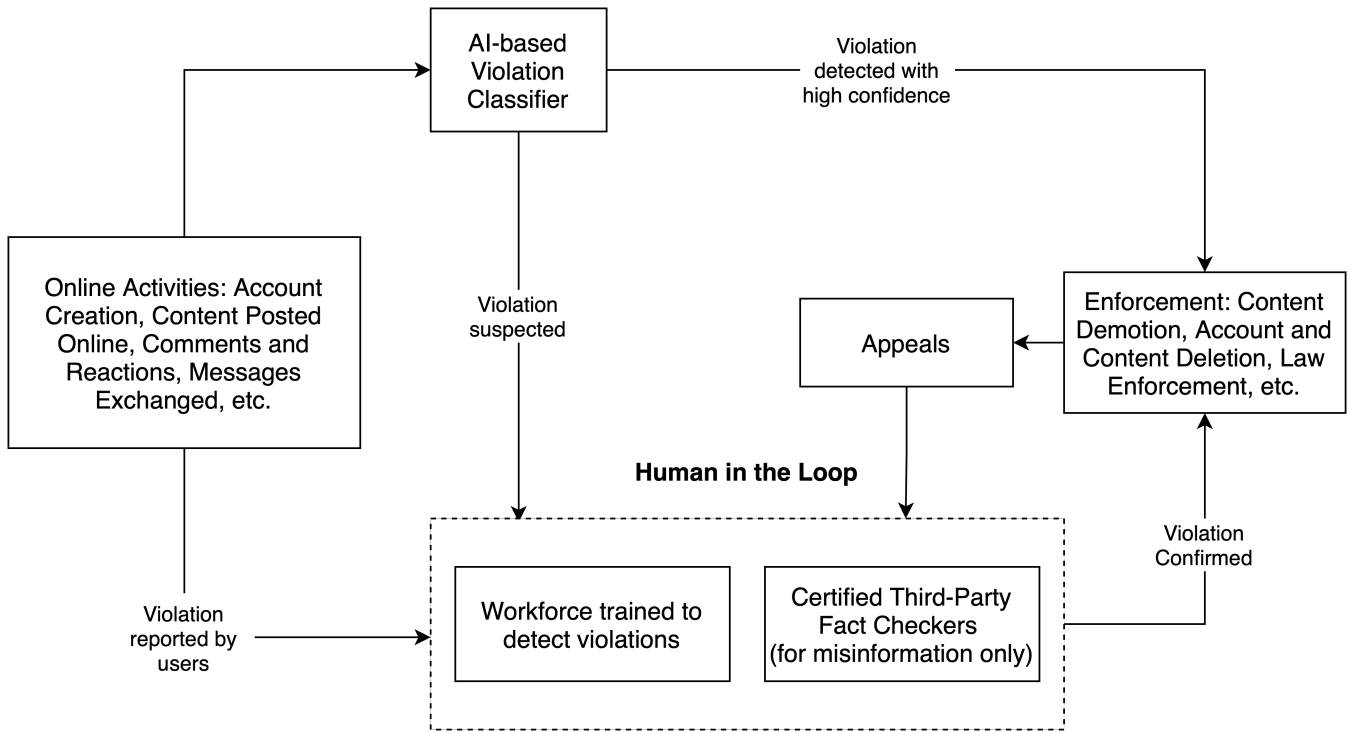 AI-based
Violation
Classifier
Violation
detected with
high confidence
Online Activities: Account
Creation, Content Posted
Online, Comments and
Reactions, Messages
Exchanged, etc.
Violation
suspected
Appeals
Enforcement: Content
Demotion, Account and
Content Deletion, Law
Enforcement, etc.
Human in the Loop
Violation
Confirmed
Violation
reported by
users
Workforce trained to
detect violations
Certified Third-Party
Fact Checkers
(for misinformation only)